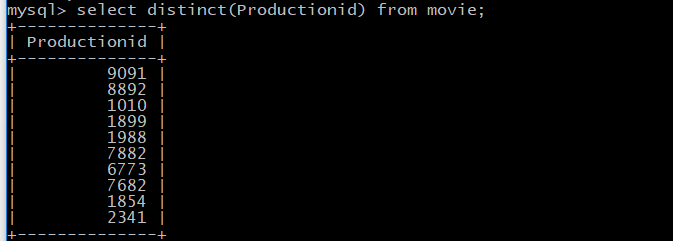 mysql> select distinct(Productionid) from movie;
+--------------+
| Productionid |
+--------------+
|         9091 |
|         8892 |
|         1010 |
|         1899 |
|         1988 |
|         7882 |
|         6773 |
|         7682 |
|         1854 |
|         2341 |
+--------------+